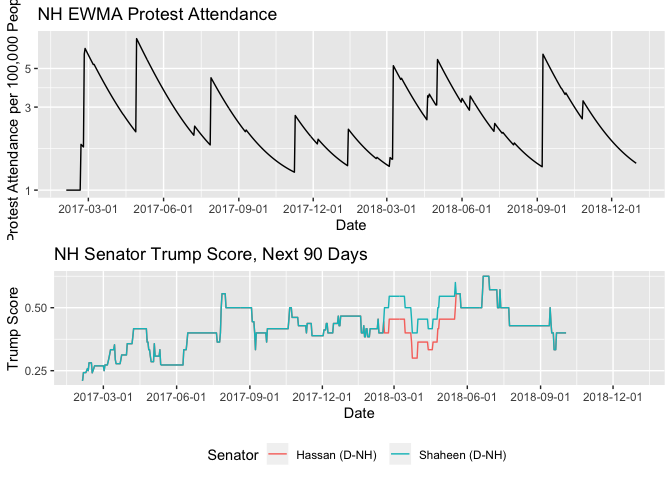 NH EWMA Protest Attendance
Protest Attendance per 100,000
5
3
1
2017-03-01 2017-06-01 2017-09-01 2017-12-01 2018-03-01 2018-06-01 2018-09-01 2018-12-01
Date
NH Senator Trump Score, Next 90 Days
Trump Score
0.50
0.25
2017-03-01 2017-06-01 2017-09-01 2017-12-01 2018-03-01 2018-06-01 2018-09-01 2018-12-01
Date
Senator Hassan (D-NH) Shaheen (D-NH)